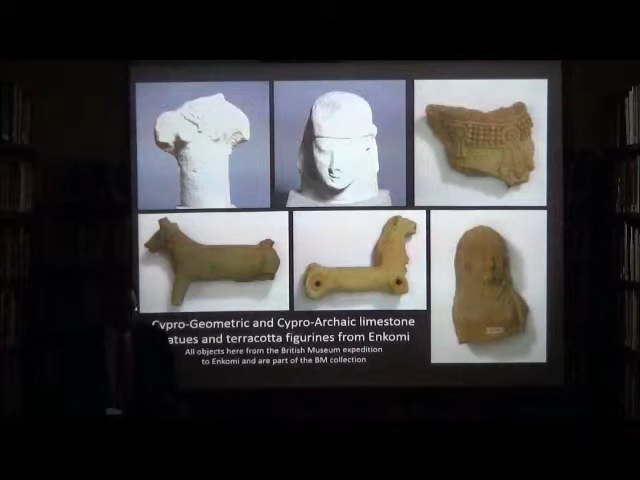 Cypro-Geometric and Cypro-Archaic limestone
atues and terracotta figurines from Enkomi
All objects here from the British Museum expedition
to Enkomi and are part of the BM collection